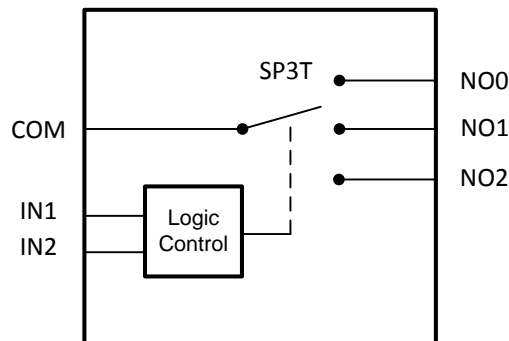 SP3T
NO0
COM
NO1
NO2
IN1
Logic
Control
IN2